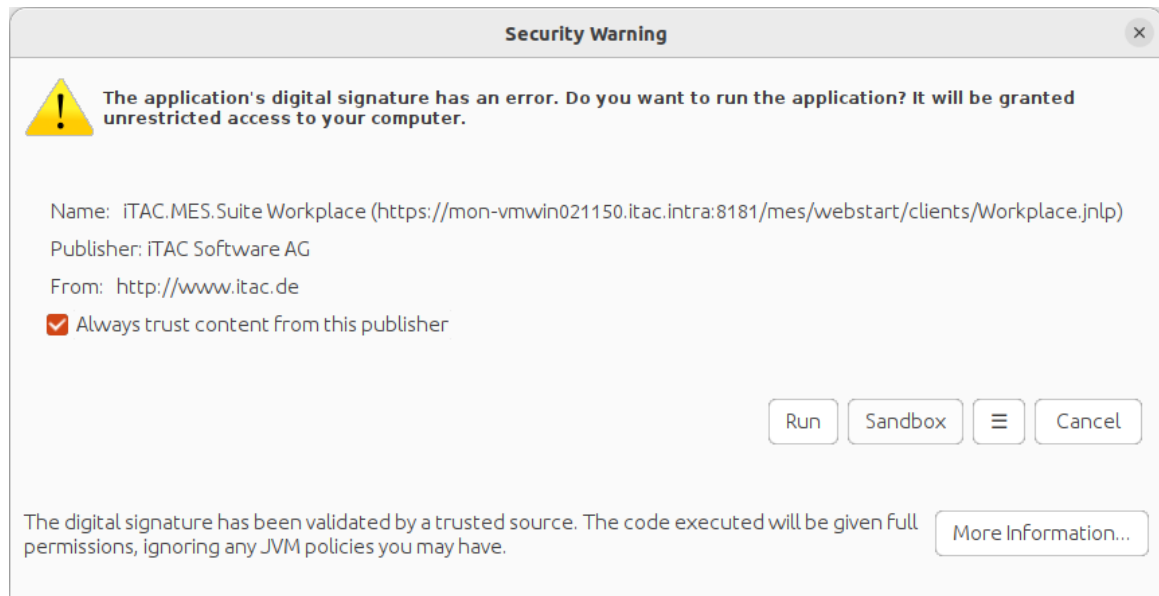 Security Warning
The application's digital signature has an error. Do you want to run the application? It will be granted
unrestricted access to your computer.
Name: iTAC.MES.Suite Workplace (https://mon-vmwin021150.itac.intra:8181/mes/webstart/clients/Workplace.jnlp)
Publisher: iTAC Software AG
From: http://www.itac.de
Always trust content from this publisher
Run Sandbox Cancel
The digital signature has been validated by a trusted source. The code executed will be given full
permissions, ignoring any JVM policies you may have.
More Information...